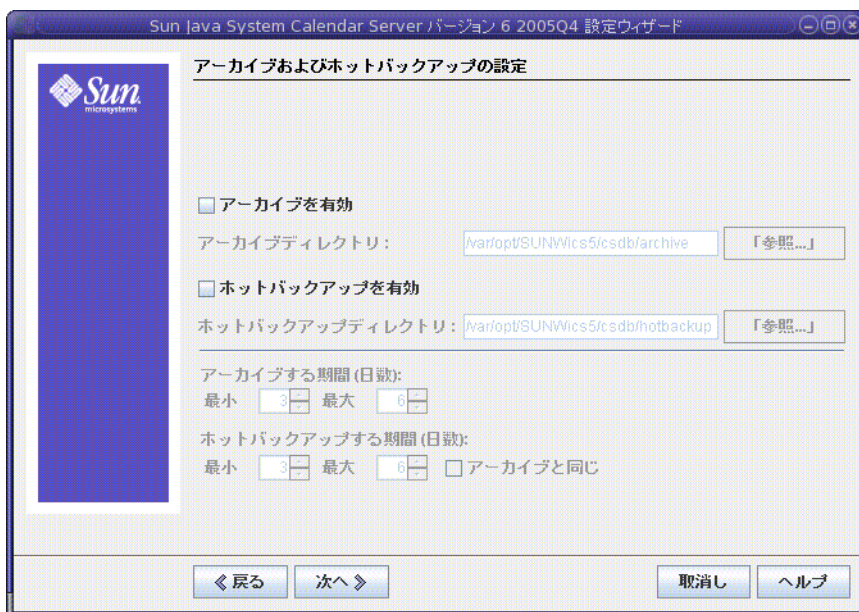 Sun Java System Calendar Server バージョン 6 2005Q4 設定ウィザード
Sun
microsystems
アーカイブおよびホットバックアップの設定
アーカイブを有効
アーカイブディレクトリ : /var/opt/SUNWics5/csdb/archive 「参照...」
ホットバックアップを有効
ホットバックアップディレクトリ : /var/opt/SUNWics5/csdb/hotbackup 「参照...」
アーカイブする期間 (日数):
最小 3 最大 6
ホットバックアップする期間 (日数):
最小 3 最大 6 アーカイブと同じ
戻る 次へ 取消し ヘルプ